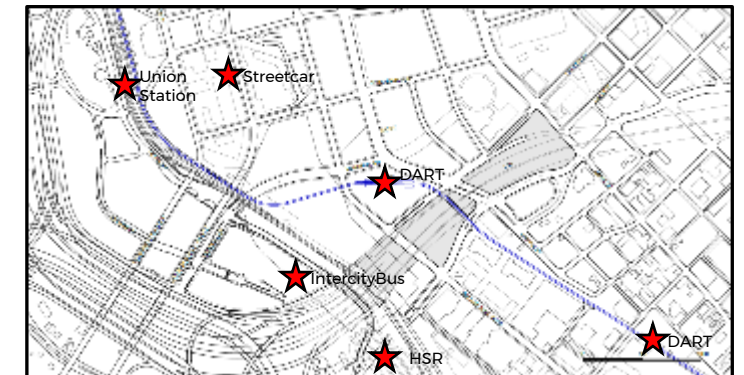 Union
Station
Streetcar
DART
IntercityBus
HSR
DART